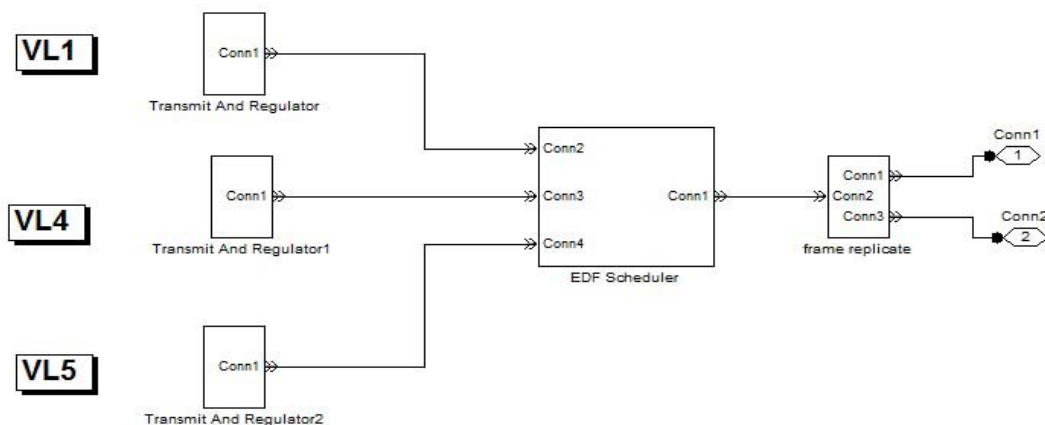 VL1
Conn1
Transmit And Regulator
VL4
Conn1
Transmit And Regulator1
VL5
Conn1
Transmit And Regulator2
Conn2
Conn3
Conn4
Conn1
EDF Scheduler
Conn1
Conn2
Conn3
frame replicate
Conn1
1
Conn2
2